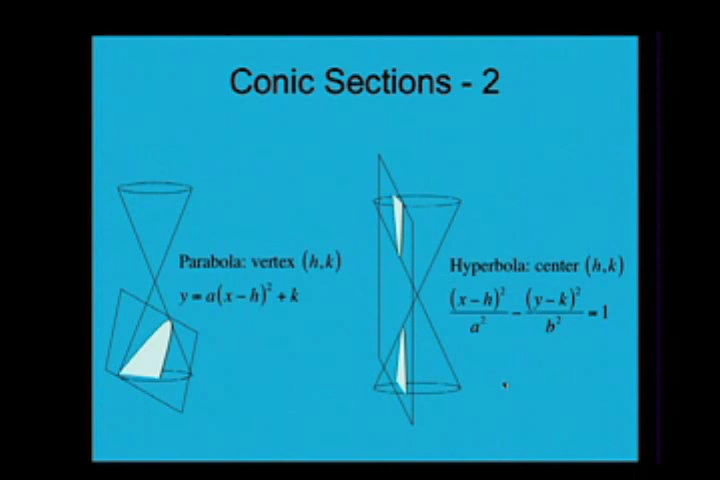 Conic Sections - 2
Parabola: vertex (h,k)
y = a(x − h)² + k
Hyperbola: center (h,k)
(x − h)²/a² − (y − k)²/b² = 1